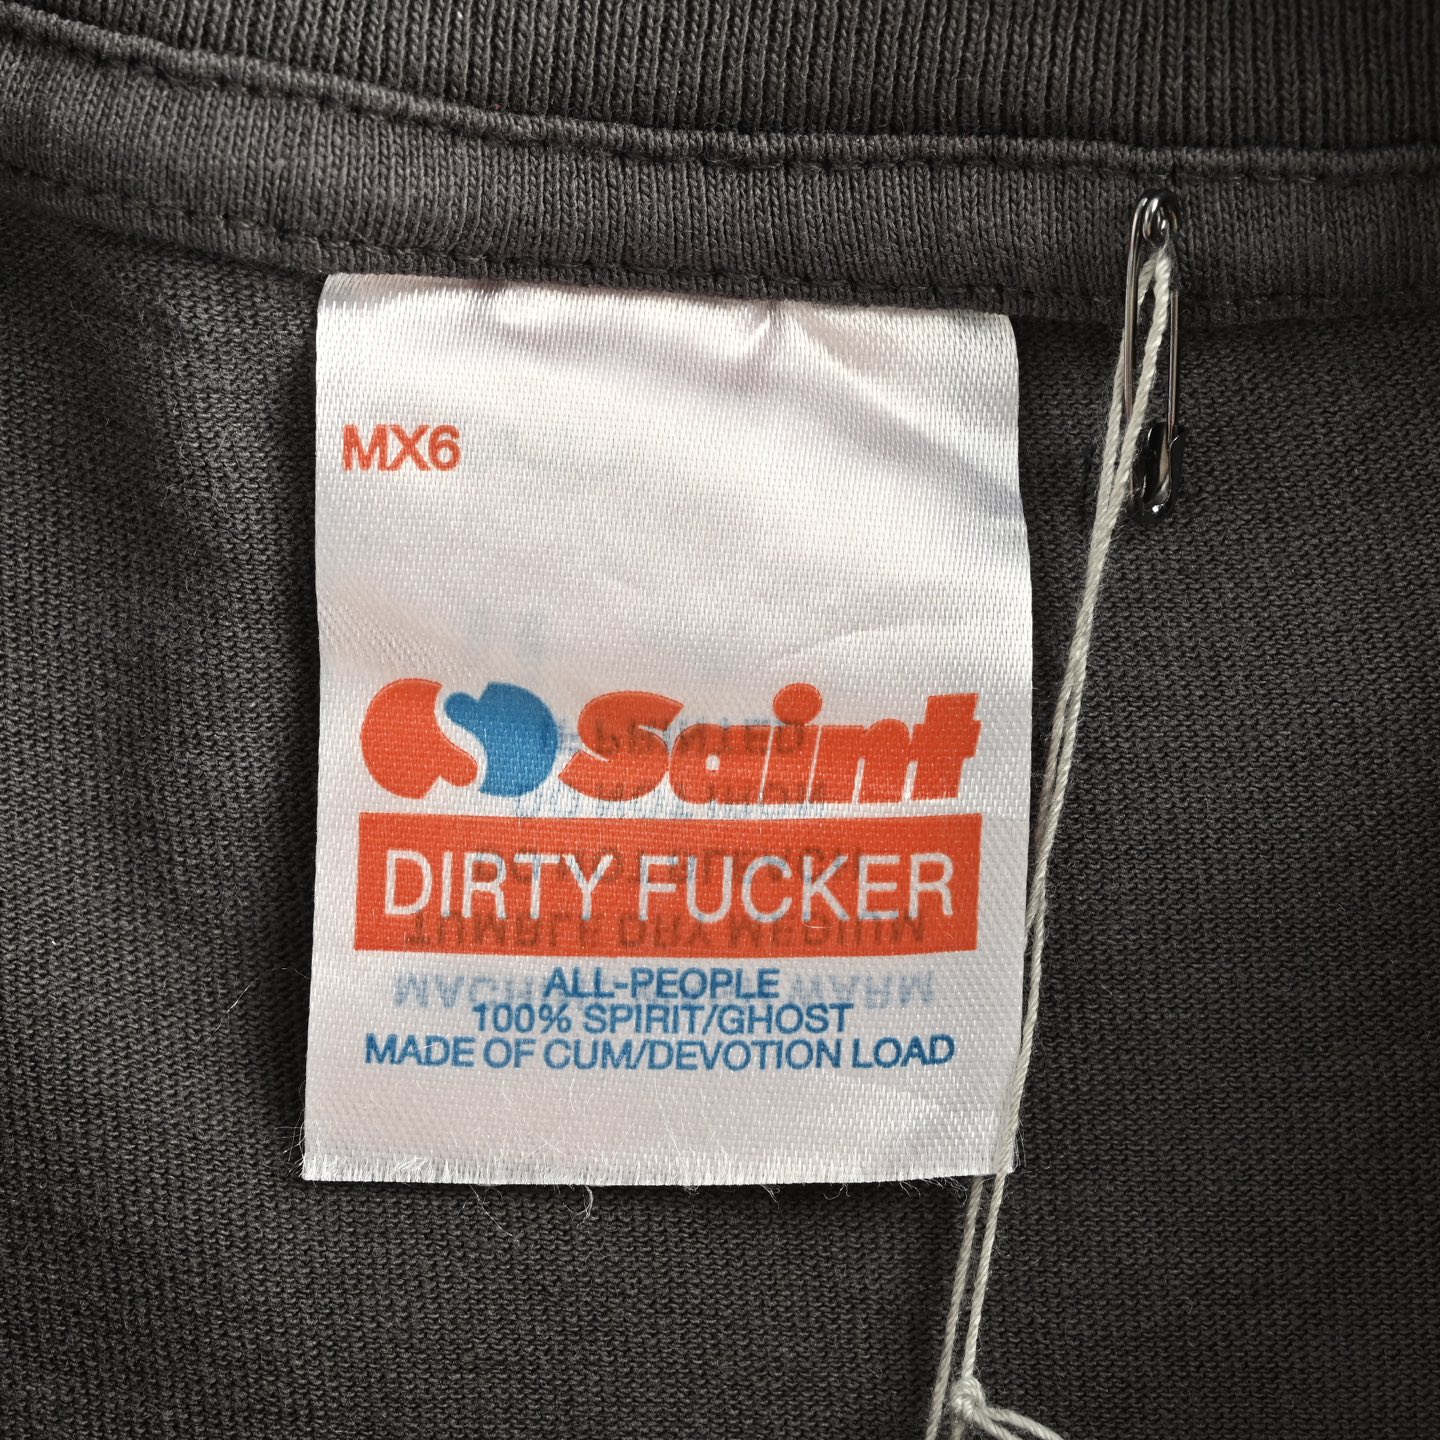 MX6
Saint
DIRTY FUCKER
ALL-PEOPLE
100% SPIRIT/GHOST
MADE OF CUM/DEVOTION LOAD